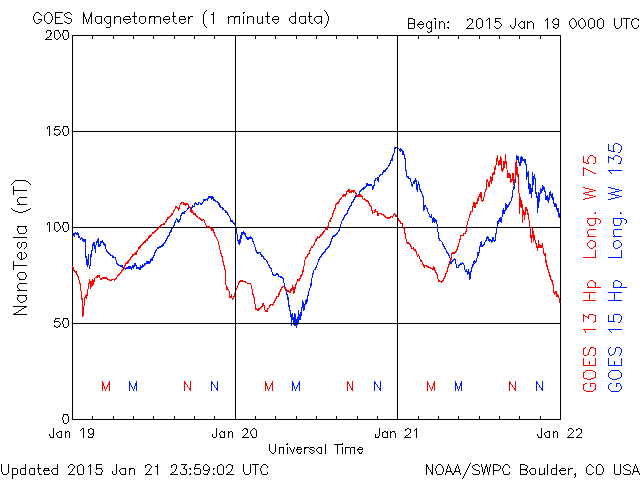 GOES Magnetometer (1 minute data)
Begin: 2015 Jan 19 0000 UTC
200
150
100
50
0
NanoTesla (nT)
M M N N M M N N M M N N
Jan 19 Jan 20 Jan 21 Jan 22
Universal Time
GOES 13 Hp Long. W 75
GOES 15 Hp Long. W 135
Updated 2015 Jan 21 23:59:02 UTC
NOAA/SWPC Boulder, CO USA